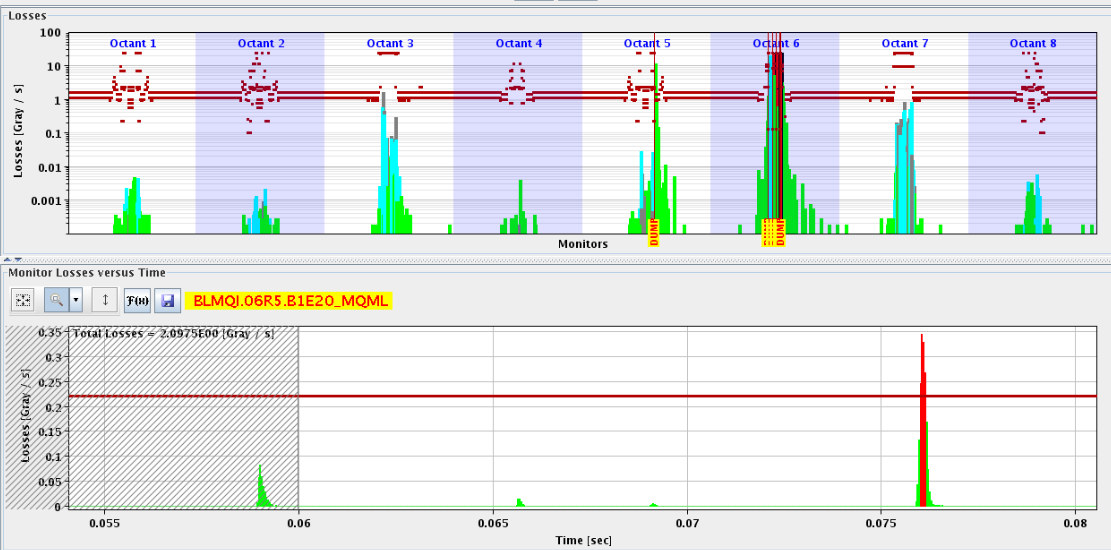 Losses
Octant 1 Octant 2 Octant 3 Octant 4 Octant 5 Octant 6 Octant 7 Octant 8
100
10
1
0.1
0.01
0.001
Losses [Gray / s]
DUMP DUMP
Monitors
Monitor Losses versus Time
F(x) BLMQI.06R5.B1E20_MQML
Total Losses = 2.0975E00 [Gray / s]
0.35
0.3
0.25
0.2
0.15
0.1
0.05
0
Losses [Gray / s]
0.055 0.06 0.065 0.07 0.075 0.08
Time [sec]